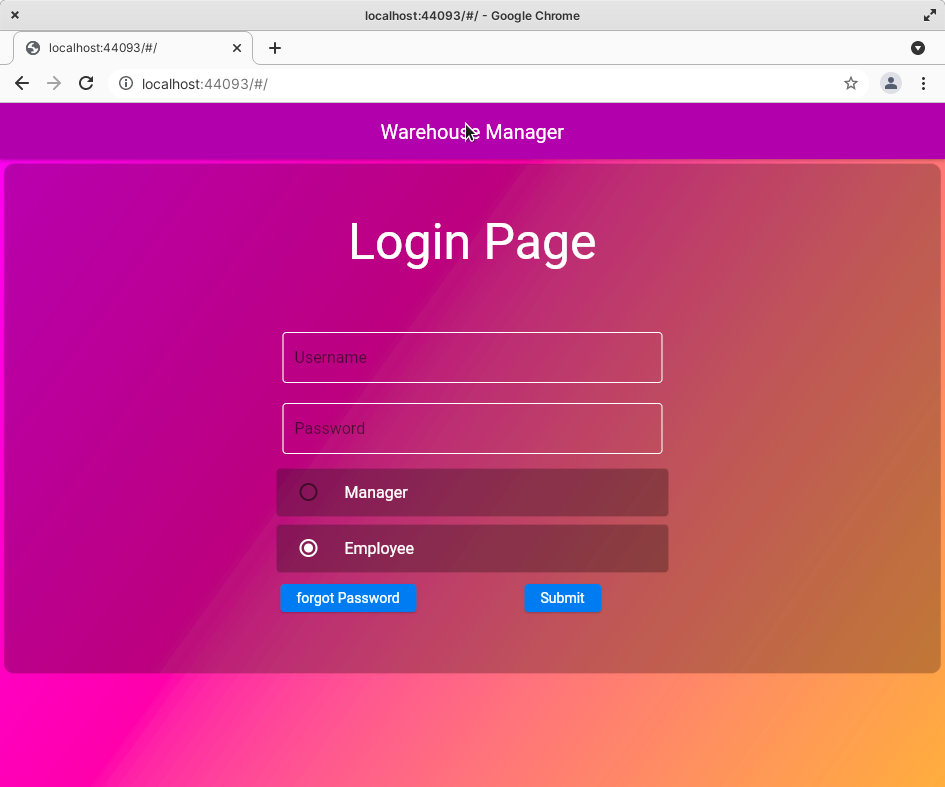 localhost:44093/#/ - Google Chrome
localhost:44093/#/
localhost:44093/#/
Warehouse Manager
Login Page
Username
Password
Manager
Employee
forgot Password Submit